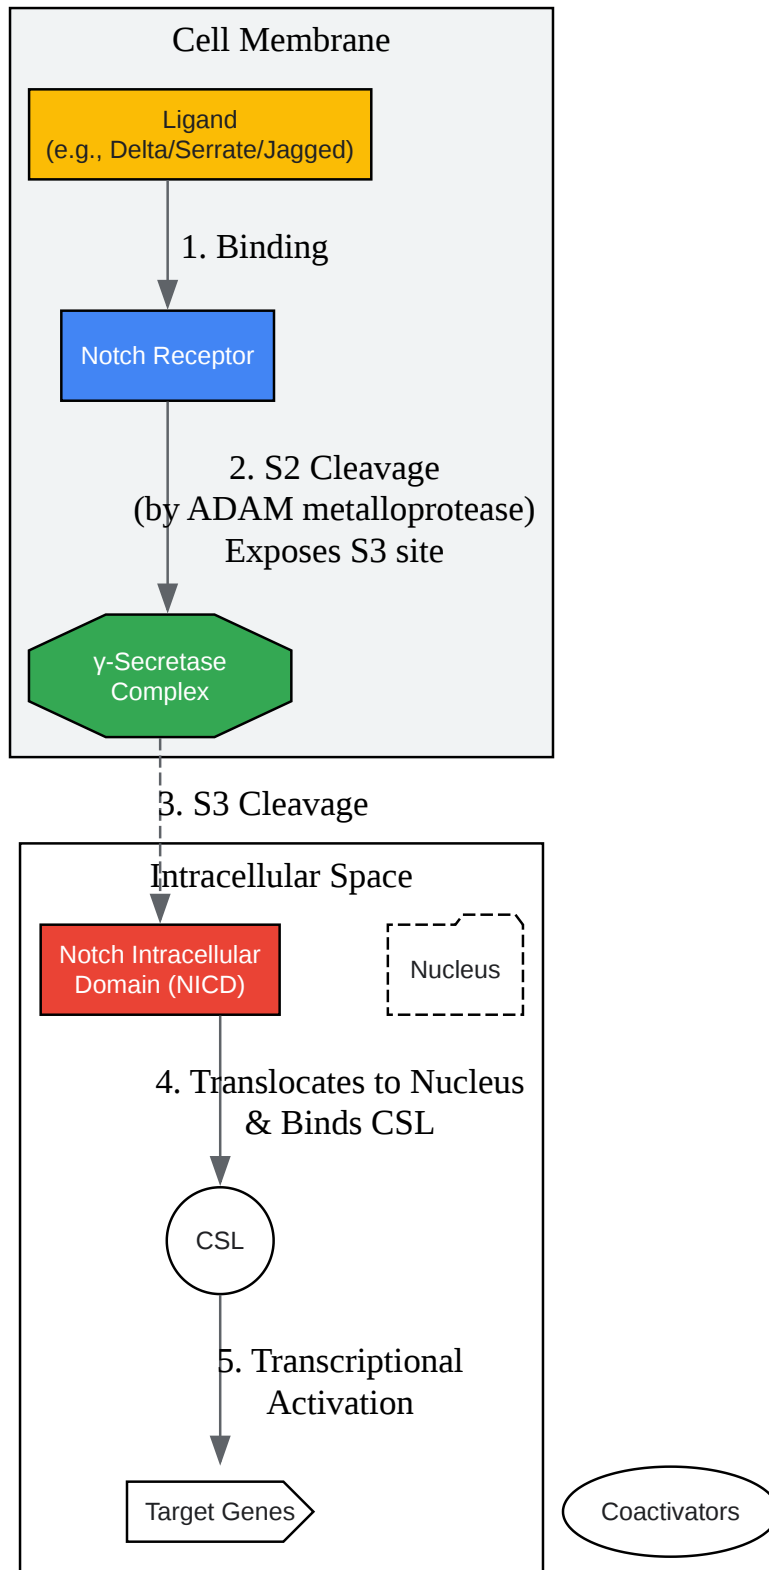 Cell Membrane
Ligand
(e.g., Delta/Serrate/Jagged)
1. Binding
Notch Receptor
2. S2 Cleavage
(by ADAM metalloprotease)
Exposes S3 site
γ-Secretase
Complex
3. S3 Cleavage
Intracellular Space
Notch Intracellular
Domain (NICD)
Nucleus
4. Translocates to Nucleus
& Binds CSL
CSL
5. Transcriptional
Activation
Target Genes
Coactivators